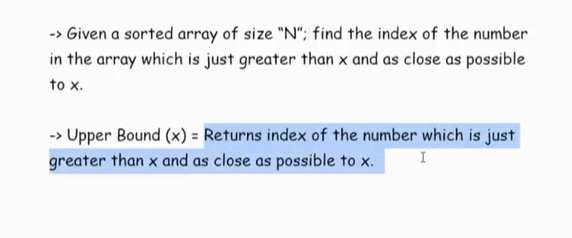 -> Given a sorted array of size "N"; find the index of the number
in the array which is just greater than x and as close as possible
to x.
-> Upper Bound (x) = Returns index of the number which is just
greater than x and as close as possible to x.